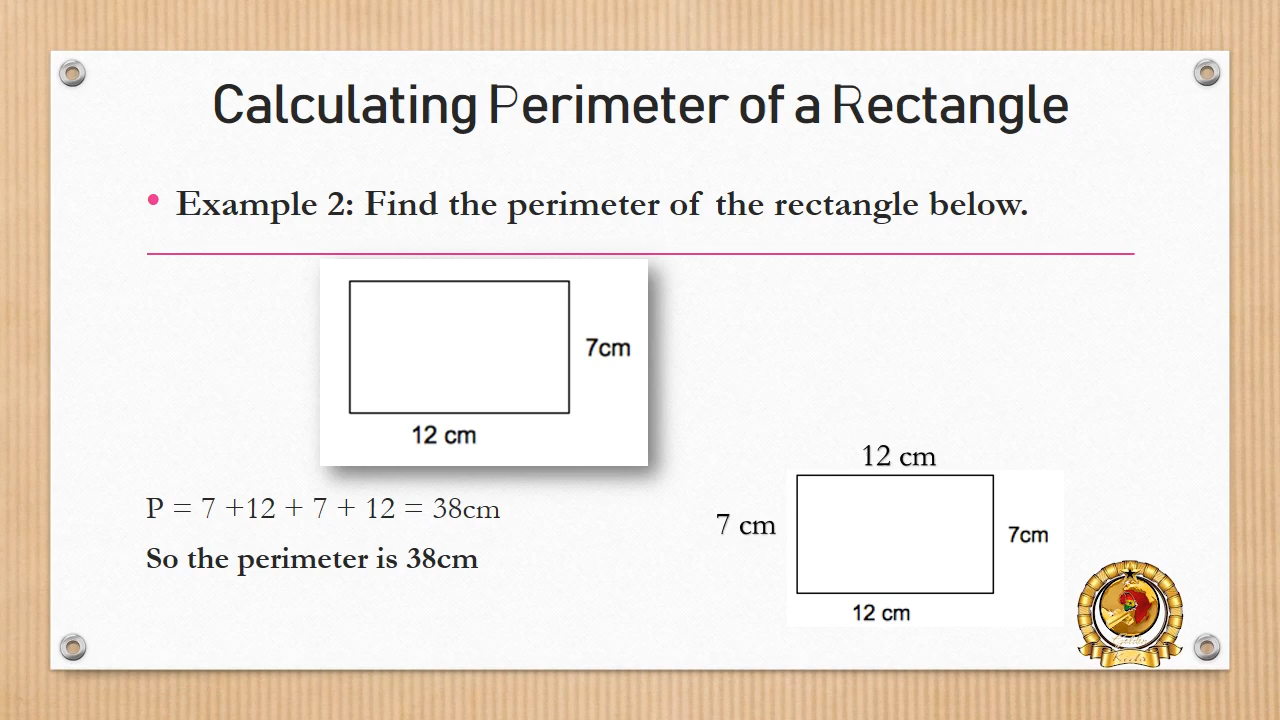 Calculating Perimeter of a Rectangle
• Example 2: Find the perimeter of the rectangle below.
7cm
12 cm
12 cm
P = 7 +12 + 7 + 12 = 38cm
7 cm
7cm
So the perimeter is 38cm
12 cm